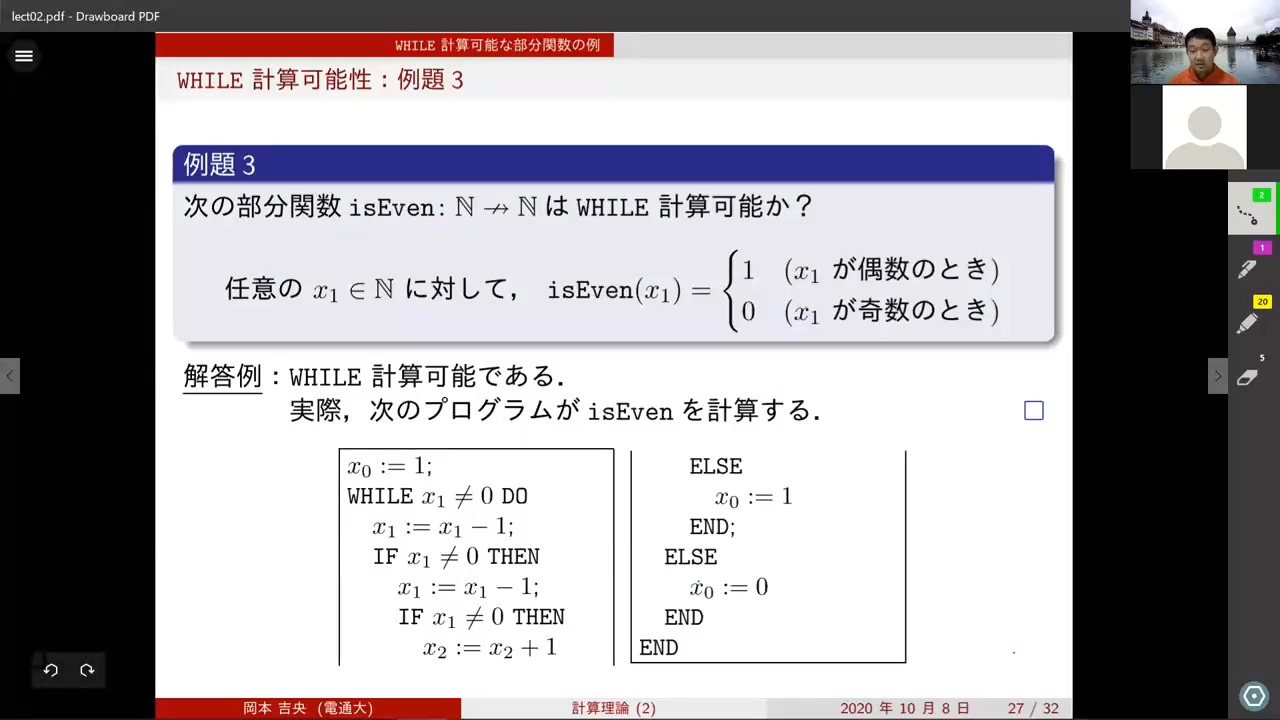 lect02.pdf - Drawboard PDF
WHILE 計算可能な部分関数の例
WHILE 計算可能性：例題 3
例題 3
次の部分関数 isEven: ℕ ⇸ ℕ は WHILE 計算可能か？
任意の x₁ ∈ ℕ に対して， isEven(x₁) = { 1 (x₁ が偶数のとき)
0 (x₁ が奇数のとき)
解答例：WHILE 計算可能である．
実際，次のプログラムが isEven を計算する． □
x₀ := 1;
WHILE x₁ ≠ 0 DO
x₁ := x₁ − 1;
IF x₁ ≠ 0 THEN
x₁ := x₁ − 1;
IF x₁ ≠ 0 THEN
x₂ := x₂ + 1
ELSE
x₀ := 1
END;
ELSE
x₀ := 0
END
END
岡本 吉央 (電通大)
計算理論 (2)
2020 年 10 月 8 日 27 / 32
2
1
20
5